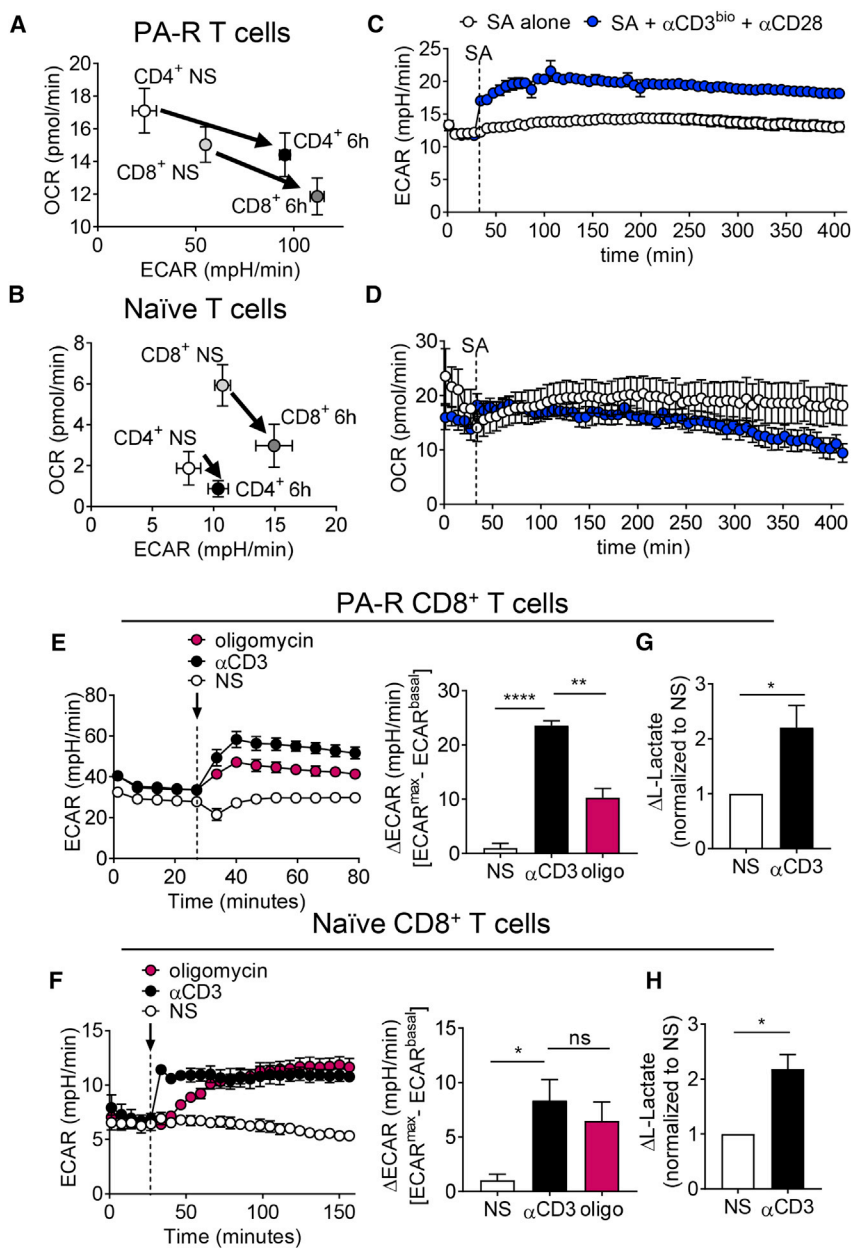 A
PA-R T cells
OCR (pmol/min)
20
18
16
14
12
10
CD4+ NS
CD8+ NS
CD4+ 6h
CD8+ 6h
0 50 100
ECAR (mpH/min)
B
Naïve T cells
OCR (pmol/min)
8
6
4
2
0
CD8+ NS
CD4+ NS
CD8+ 6h
CD4+ 6h
0 5 10 15 20
ECAR (mpH/min)
C
SA alone SA + αCD3bio + αCD28
SA
ECAR (mpH/min)
25
20
15
10
5
0
0 50 100 150 200 250 300 350 400
time (min)
D
SA
OCR (pmol/min)
30
20
10
0
0 50 100 150 200 250 300 350 400
time (min)
PA-R CD8+ T cells
E
oligomycin
αCD3
NS
ECAR (mpH/min)
80
60
40
20
0
0 20 40 60 80
Time (minutes)
ΔECAR (mpH/min)
[ECARmax- ECARbasal]
30
20
10
0
**** **
NS αCD3 oligo
G
ΔL-Lactate
(normalized to NS)
3
2
1
0
*
NS αCD3
Naïve CD8+ T cells
F
oligomycin
αCD3
NS
ECAR (mpH/min)
15
10
5
0
0 50 100 150
Time (minutes)
ΔECAR (mpH/min)
[ECARmax- ECARbasal]
15
10
5
0
* ns
NS αCD3 oligo
H
ΔL-Lactate
(normalized to NS)
3
2
1
0
*
NS αCD3